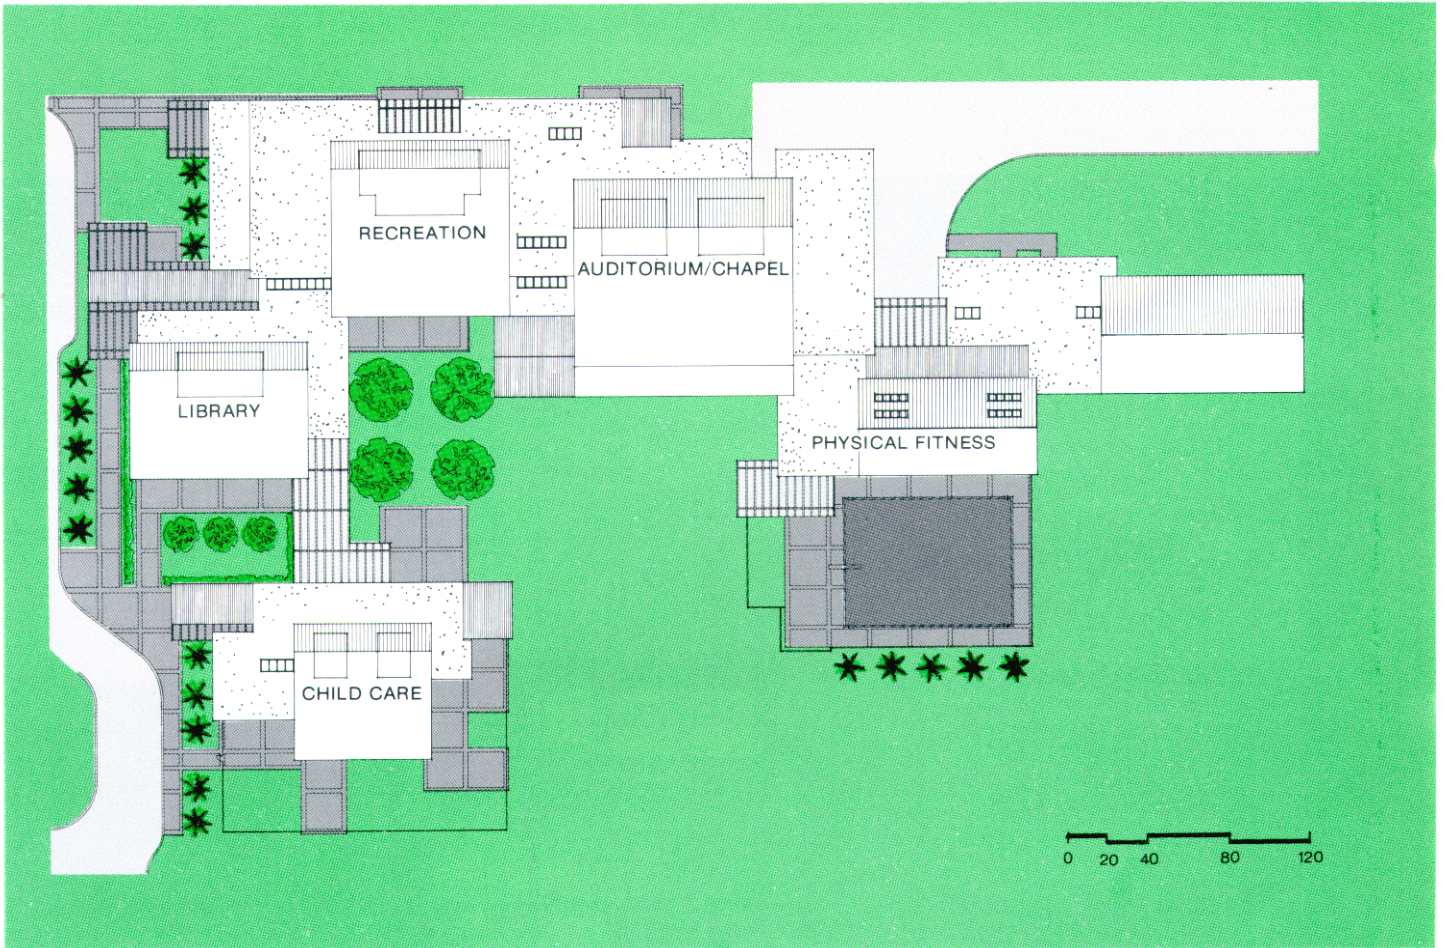 RECREATION
AUDITORIUM/CHAPEL
LIBRARY
PHYSICAL FITNESS
CHILD CARE
0 20 40 80 120